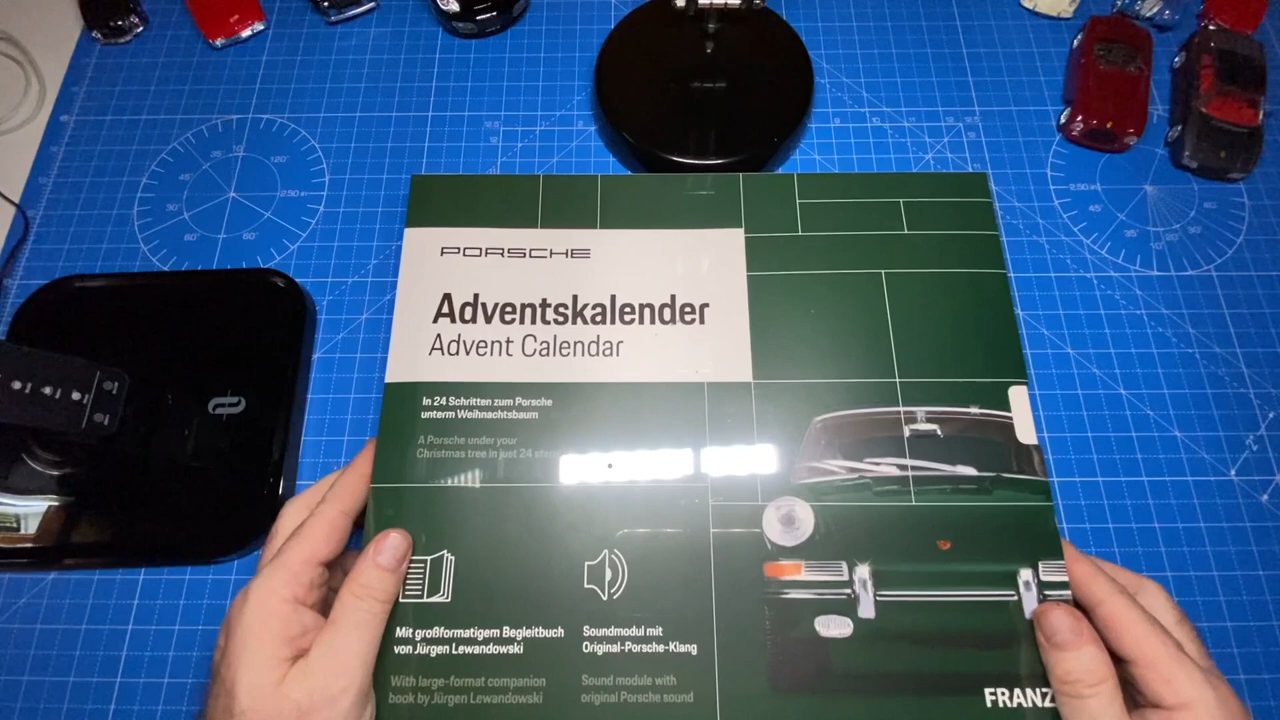 PORSCHE
Adventskalender
Advent Calendar
In 24 Schritten zum Porsche
unterm Weihnachtsbaum
A Porsche under your
Christmas tree in just 24
Mit großformatigem Begleitbuch
von Jürgen Lewandowski
With large-format companion
book by Jürgen Lewandowski
Soundmodul mit
Original-Porsche-Klang
Sound module with
original Porsche sound
FRANZ